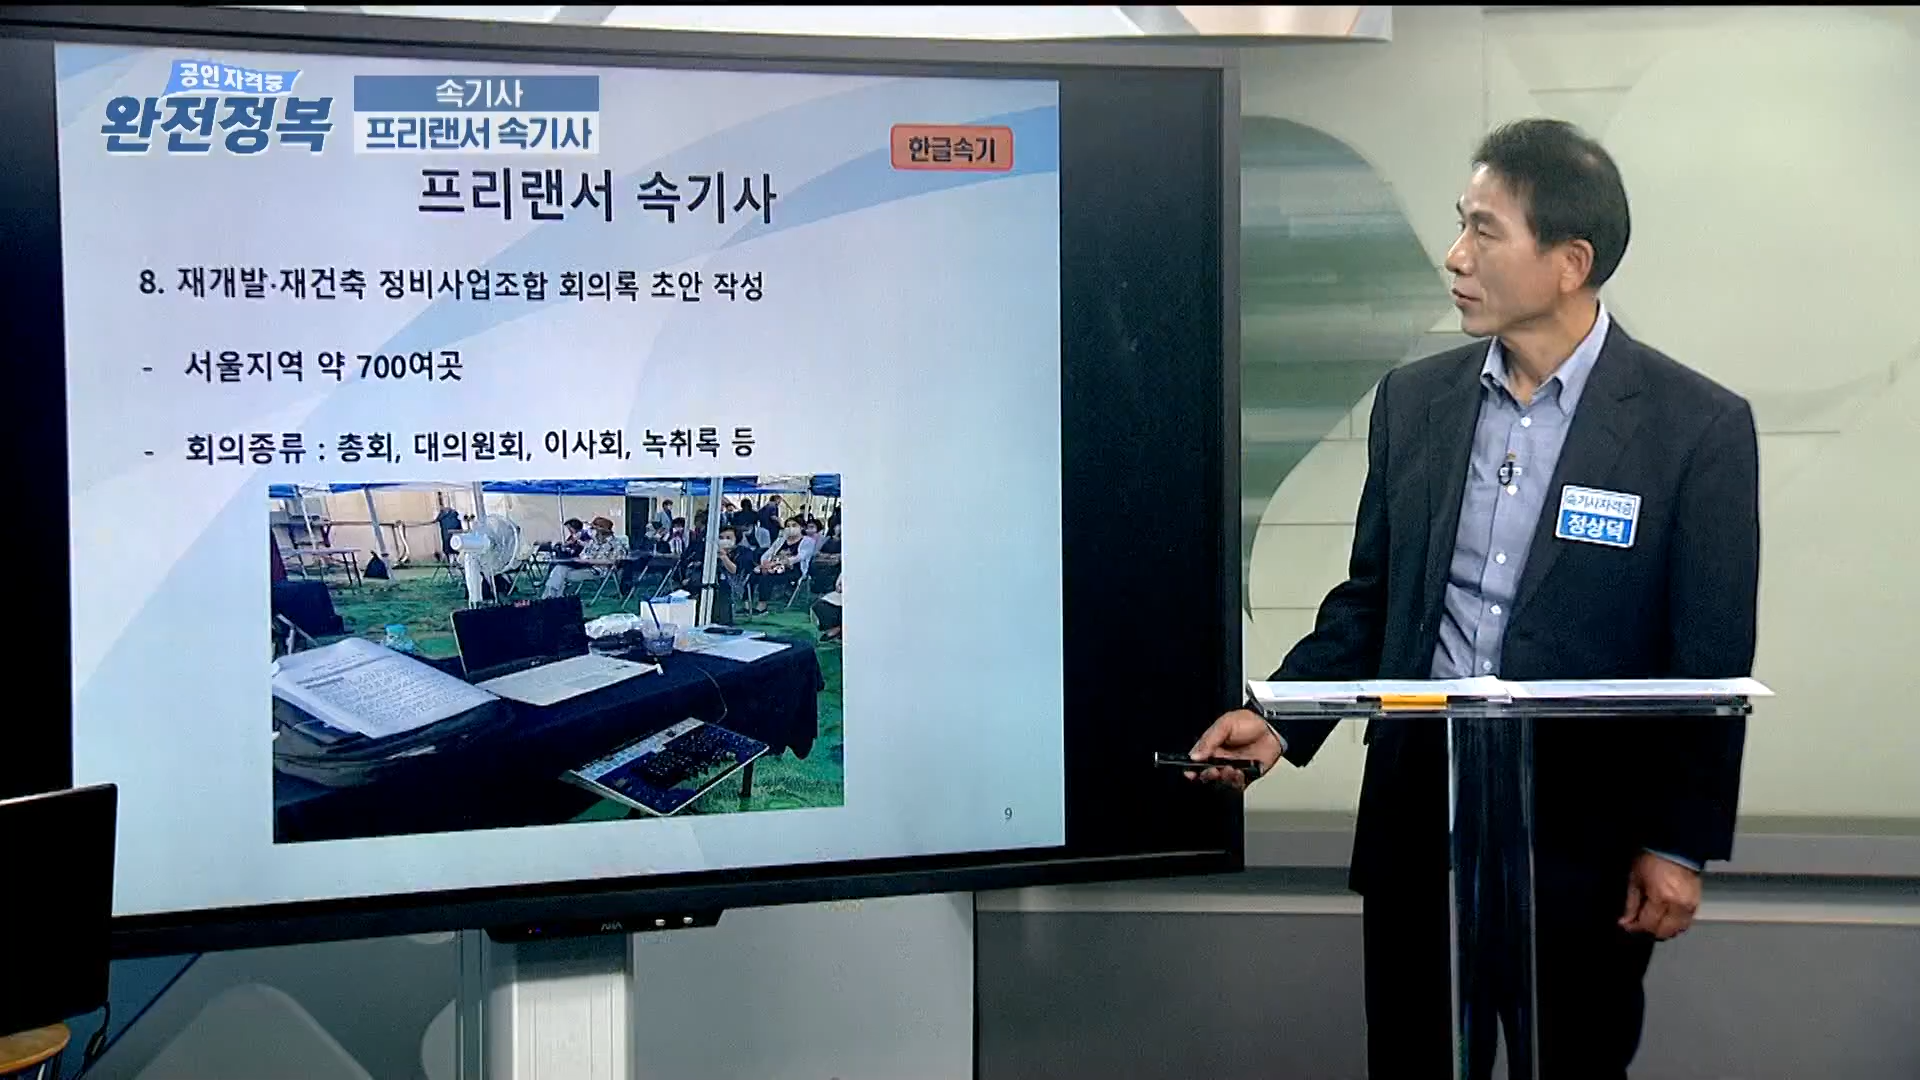 공인 자격증
완전정복
속기사
프리랜서 속기사
한글속기
프리랜서 속기사
8. 재개발·재건축 정비사업조합 회의록 초안 작성
- 서울지역 약 700여곳
- 회의종류 : 총회, 대의원회, 이사회, 녹취록 등
9
속기사자격증
정상덕
AHA